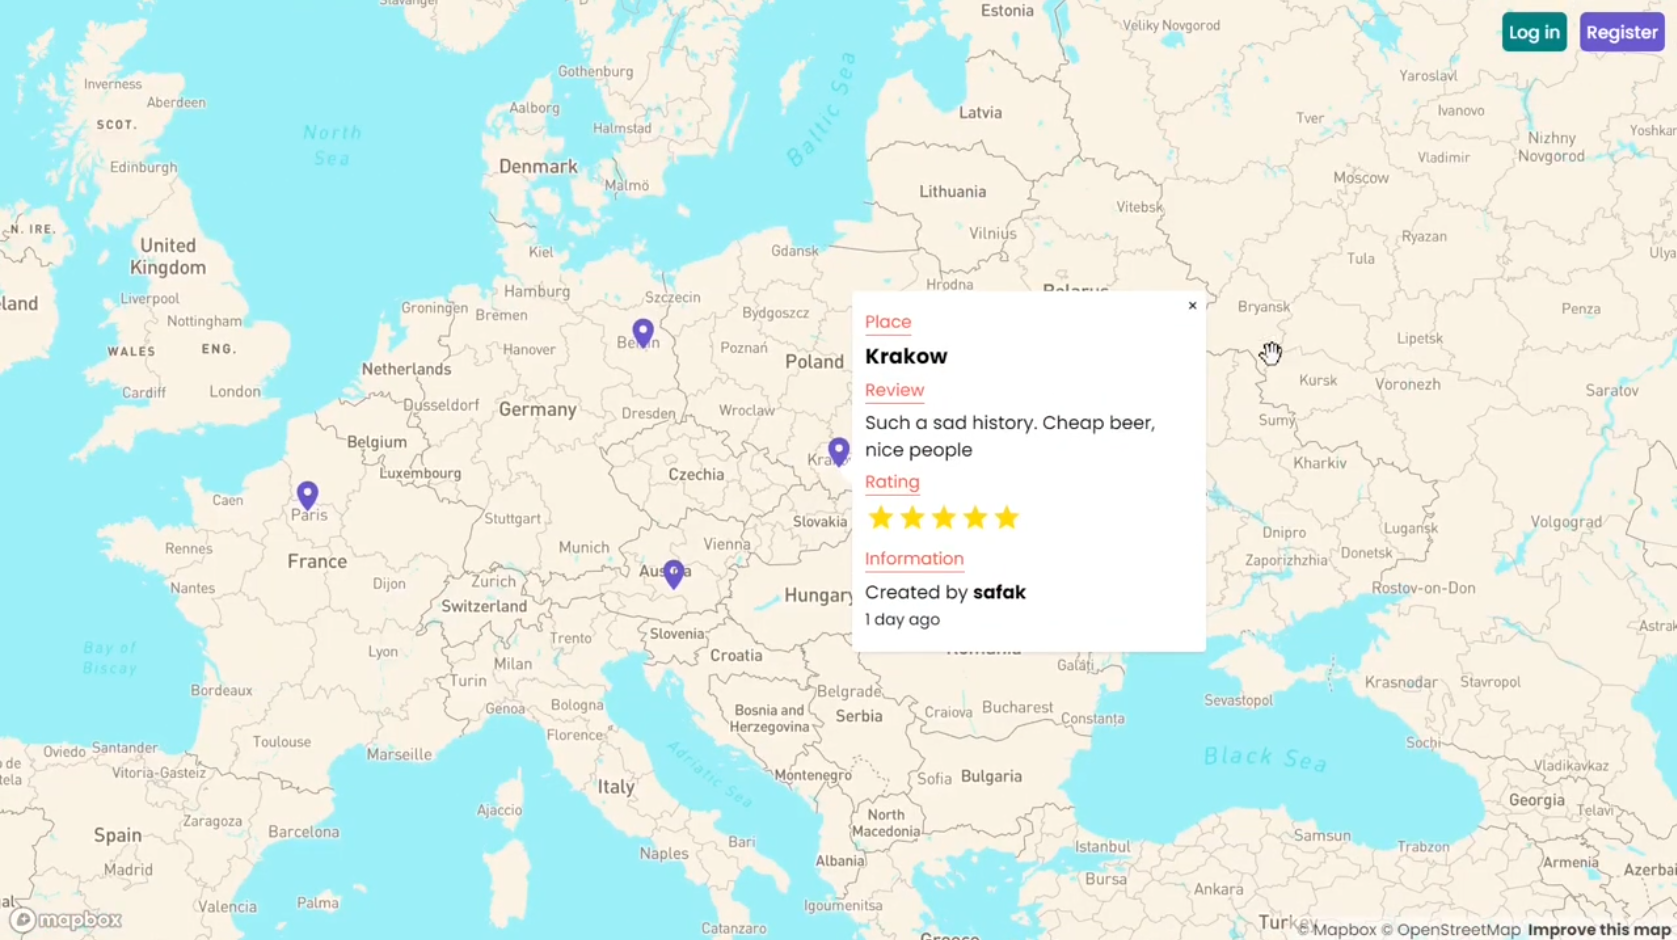 Stavanger
Estonia
Veliky Novgorod
Log in
Register
Gothenburg
Yaroslavl
Inverness
Aberdeen
Aalborg
Baltic Sea
Latvia
Tver
Ivanovo
SCOT.
North
Sea
Halmstad
Nizhny
Novgorod
Yoshkar
Edinburgh
Denmark
Malmö
Lithuania
Moscow
Vladimir
Vitebsk
N. IRE.
United
Kingdom
Kiel
Gdansk
Vilnius
Ryazan
Tula
Ulya
eland
Liverpool
Nottingham
Groningen
Hamburg
Bremen
Szczecin
Bydgoszcz
Hrodna
Belarus
Bryansk
Penza
WALES
ENG.
Netherlands
Hanover
Berlin
Poznań
Poland
Lipetsk
Cardiff
London
Dusseldorf
Germany
Dresden
Wroclaw
Kursk
Voronezh
Saratov
Sumy
Belgium
Luxembourg
Czechia
Kharkiv
×
Place
Krakow
Review
Such a sad history. Cheap beer,
nice people
Rating
Information
Created by safak
1 day ago
Caen
Paris
Stuttgart
Slovakia
Dnipro
Lugansk
Volgograd
Rennes
France
Munich
Vienna
Zaporizhzhia
Donetsk
Nantes
Dijon
Zurich
Austria
Switzerland
Hungary
Rostov-on-Don
Bay of
Biscay
Lyon
Trento
Slovenia
Croatia
Romania
Galați
Astrak
Milan
Turin
Bordeaux
Genoa
Bologna
Belgrade
Bosnia and
Herzegovina
Serbia
Craiova
Bucharest
Constanța
Sevastopol
Krasnodar
Stavropol
Oviedo
Santander
Toulouse
Marseille
Florence
Adriatic Sea
Black Sea
Sochi
Vladikavkaz
Vitoria-Gasteiz
Italy
Montenegro
Sofia
Bulgaria
Ajaccio
Zaragoza
Barcelona
Spain
North
Macedonia
Georgia
Telavi
Bari
Naples
Albania
Istanbul
Samsun
Trabzon
Madrid
Bursa
Ankara
Armenia
Azerba
Valencia
Palma
Igoumenitsa
Catanzaro
Greece
Turkey
mapbox
© Mapbox © OpenStreetMap Improve this map